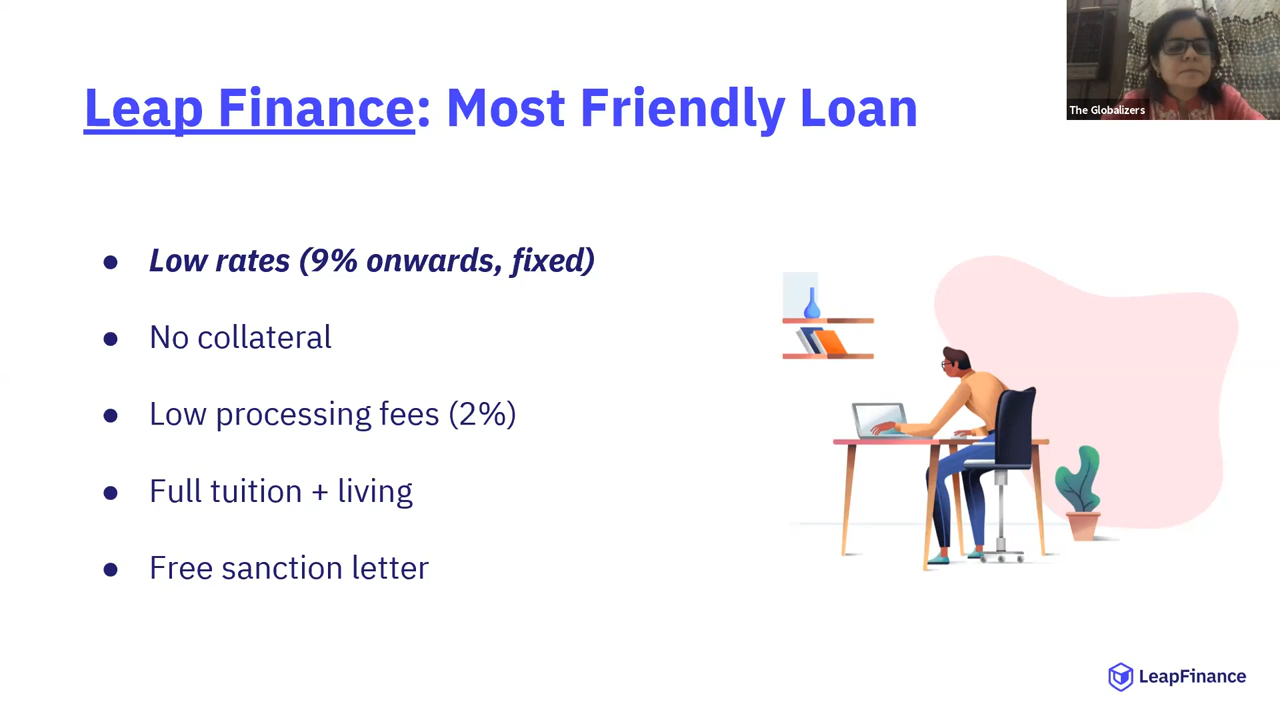 The Globalizers
Leap Finance: Most Friendly Loan
● Low rates (9% onwards, fixed)
● No collateral
● Low processing fees (2%)
● Full tuition + living
● Free sanction letter
LeapFinance